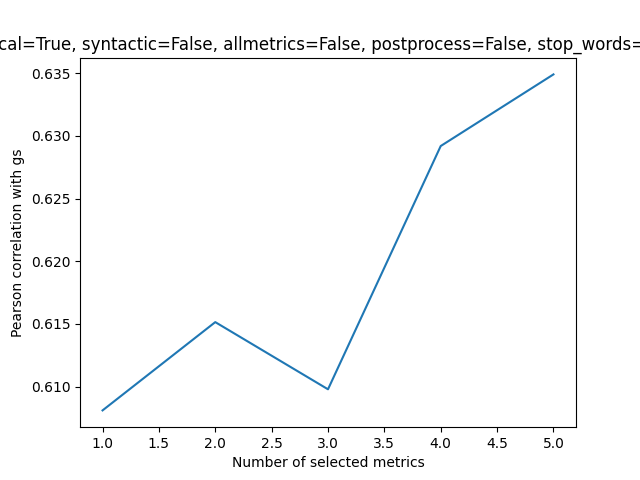 cal=True, syntactic=False, allmetrics=False, postprocess=False, stop_words=
0.635
0.630
0.625
0.620
0.615
0.610
Pearson correlation with gs
1.0 1.5 2.0 2.5 3.0 3.5 4.0 4.5 5.0
Number of selected metrics